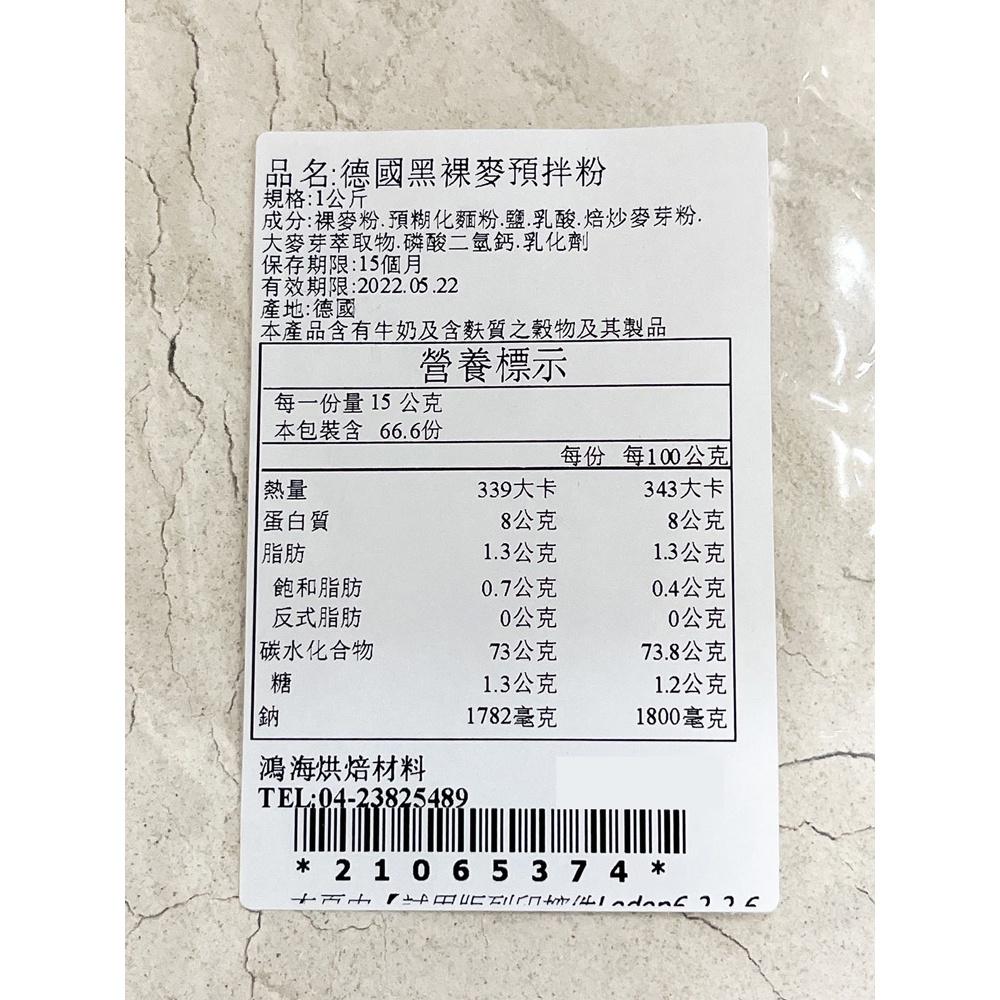 品名:德國黑裸麥預拌粉
規格:1公斤
成分:裸麥粉.預糊化麵粉.鹽.乳酸.焙炒麥芽粉.
大麥芽萃取物.磷酸二氫鈣.乳化劑
保存期限:15個月
有效期限:2022.05.22
產地:德國
本產品含有牛奶及含麩質之穀物及其製品
營養標示
每一份量 15 公克
本包裝含 66.6份
每份 每100公克
熱量 339大卡 343大卡
蛋白質 8公克 8公克
脂肪 1.3公克 1.3公克
飽和脂肪 0.7公克 0.4公克
反式脂肪 0公克 0公克
碳水化合物 73公克 73.8公克
糖 1.3公克 1.2公克
鈉 1782毫克 1800毫克
鴻海烘焙材料
TEL:04-23825489
*21065374*